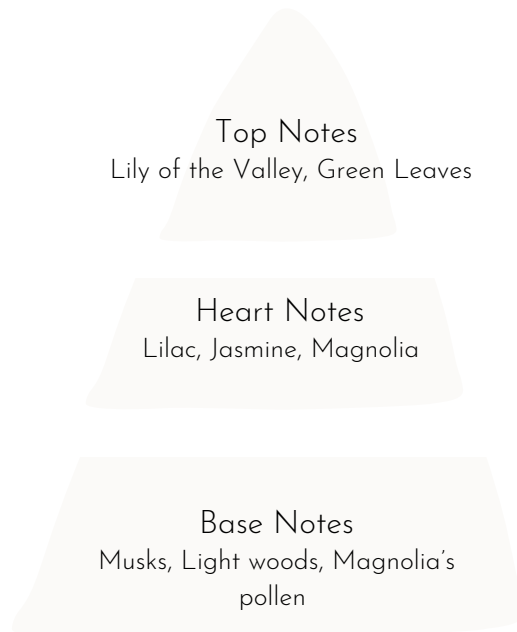 Top Notes
Lily of the Valley, Green Leaves
Heart Notes
Lilac, Jasmine, Magnolia
Base Notes
Musks, Light woods, Magnolia's
pollen